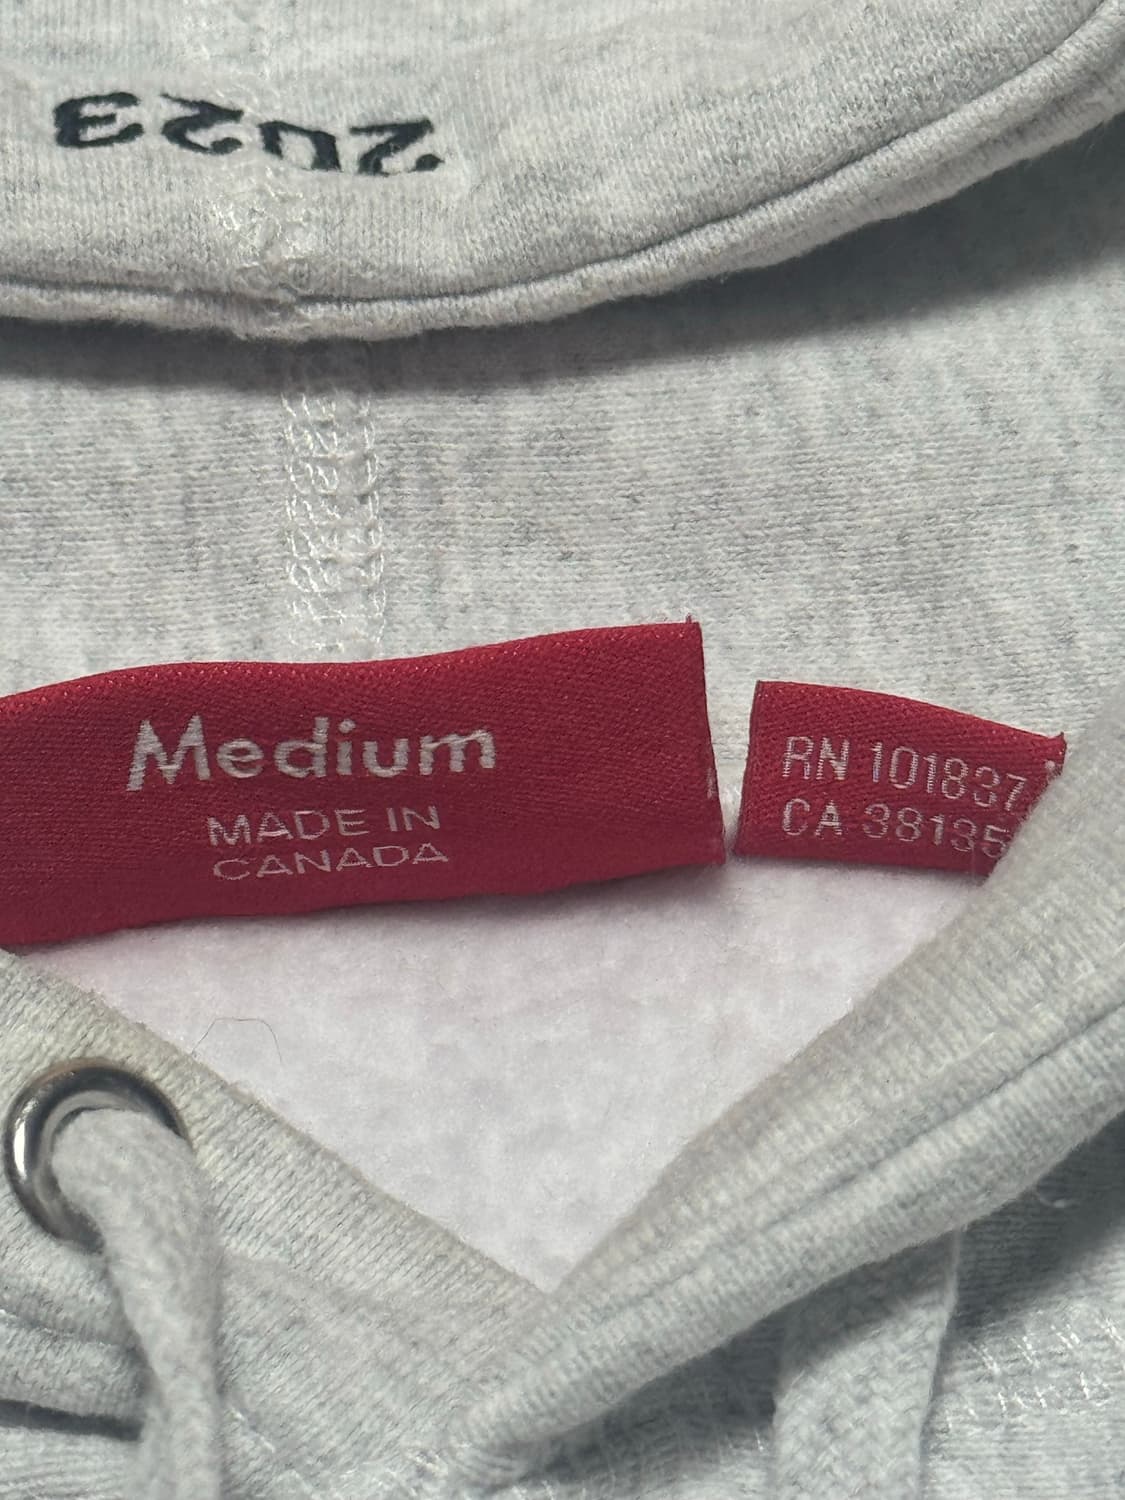 2023
Medium
MADE IN
CANADA
RN 101837
CA 38135